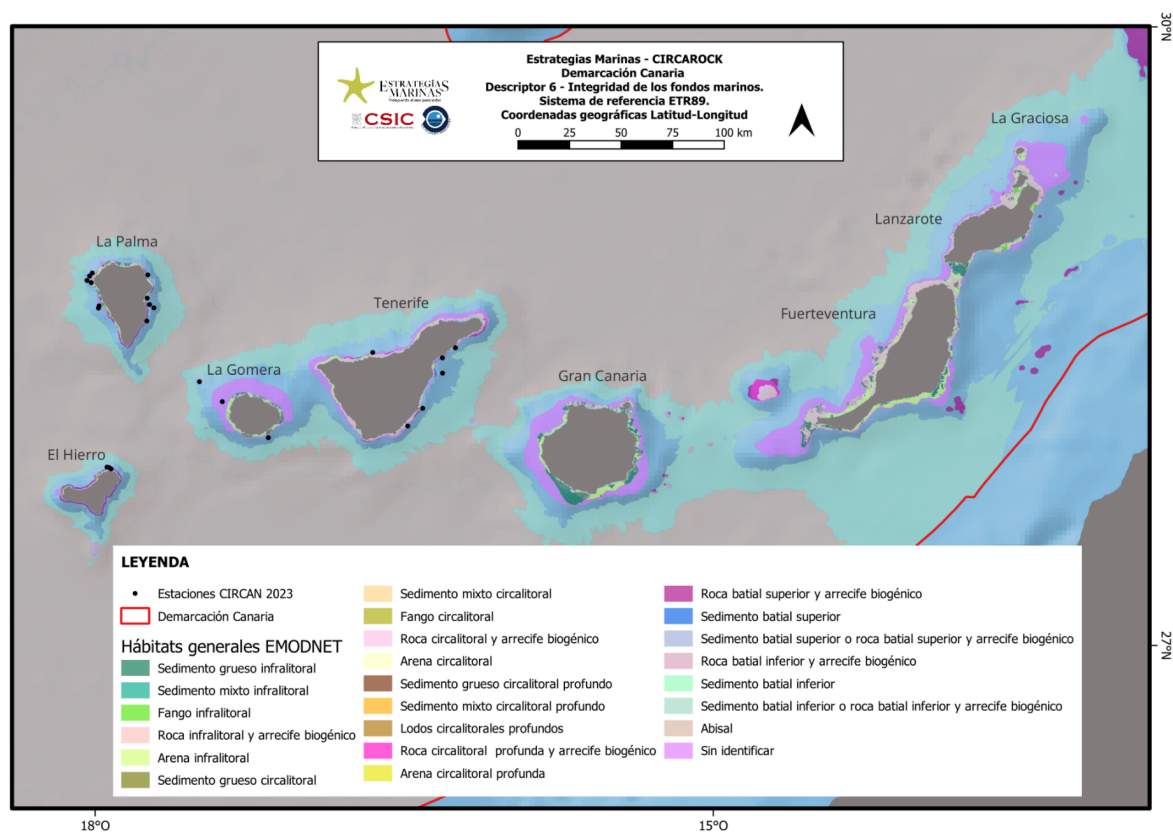 30°N
Estrategias Marinas - CIRCAROCK
Demarcación Canaria
Descriptor 6 - Integridad de los fondos marinos.
Sistema de referencia ETR89.
Coordenadas geográficas Latitud-Longitud
0 25 50 75 100 km
ESTRATEGÍAS
MARINAS
CSIC
La Graciosa
Lanzarote
La Palma
Tenerife
Fuerteventura
La Gomera
Gran Canaria
El Hierro
LEYENDA
Estaciones CIRCAN 2023
Demarcación Canaria
Hábitats generales EMODNET
Sedimento grueso infralitoral
Sedimento mixto infralitoral
Fango infralitoral
Roca infralitoral y arrecife biogénico
Arena infralitoral
Sedimento grueso circalitoral
Sedimento mixto circalitoral
Fango circalitoral
Roca circalitoral y arrecife biogénico
Arena circalitoral
Sedimento grueso circalitoral profundo
Sedimento mixto circalitoral profundo
Lodos circalitorales profundos
Roca circalitoral profunda y arrecife biogénico
Arena circalitoral profunda
Roca batial superior y arrecife biogénico
Sedimento batial superior
Sedimento batial superior o roca batial superior y arrecife biogénico
Roca batial inferior y arrecife biogénico
Sedimento batial inferior
Sedimento batial inferior o roca batial inferior y arrecife biogénico
Abisal
Sin identificar
27°N
18°O
15°O